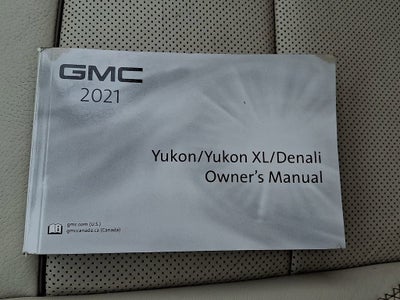 GMC
2021
Yukon/Yukon XL/Denali
Owner's Manual
gmc.com (U.S.)
gmccanada.ca (Canada)